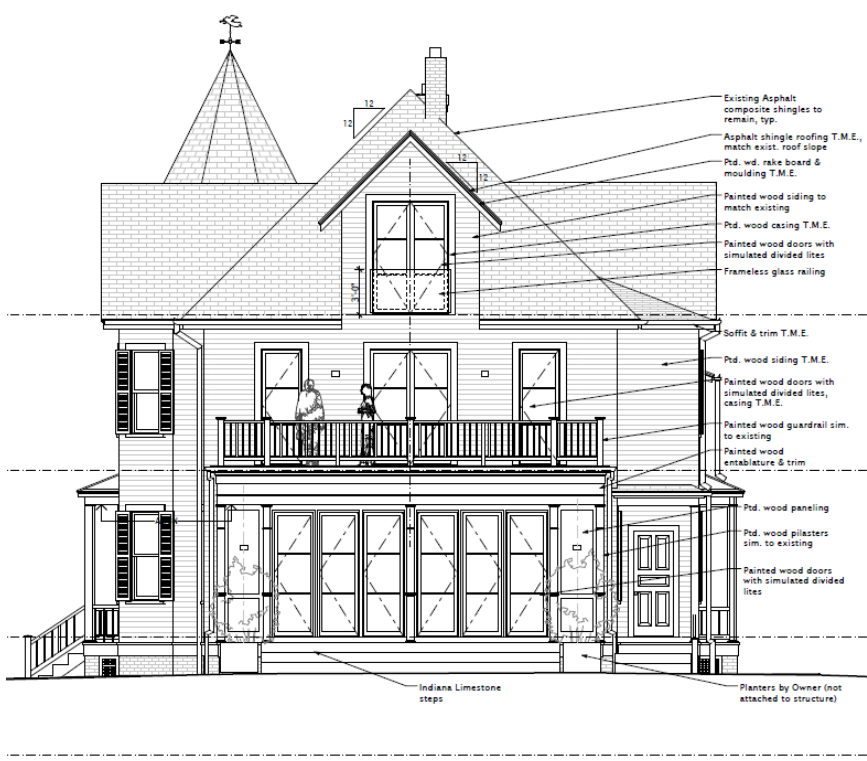 12
12
12
12
3'-0"
Existing Asphalt
composite shingles to
remain, typ.
Asphalt shingle roofing T.M.E.,
match exist. roof slope
Ptd. wd. rake board &
moulding T.M.E.
Painted wood siding to
match existing
Ptd. wood casing T.M.E.
Painted wood doors with
simulated divided lites
Frameless glass railing
Soffit & trim T.M.E.
Ptd. wood siding T.M.E.
Painted wood doors with
simulated divided lites,
casing T.M.E.
Painted wood guardrail sim.
to existing
Painted wood
entablature & trim
Ptd. wood paneling
Ptd. wood pilasters
sim. to existing
Painted wood doors
with simulated divided
lites
Indiana Limestone
steps
Planters by Owner (not
attached to structure)